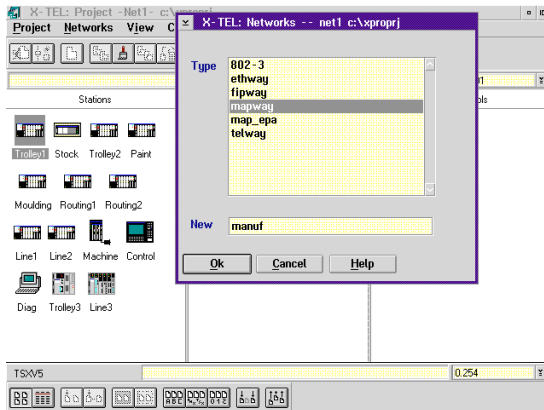 X-TEL: Project -Net1- c:\xproprj
Project Networks View C
X-TEL: Networks -- net1 c:\xproprj
Type
802-3
ethway
fipway
mapway
map_epa
telway
New
manuf
Ok
Cancel
Help
Stations
Trolley1 Stock Trolley2 Paint
Moulding Routing1 Routing2
Line1 Line2 Machine Control
Diag Trolley3 Line3
TSXV5
0.254